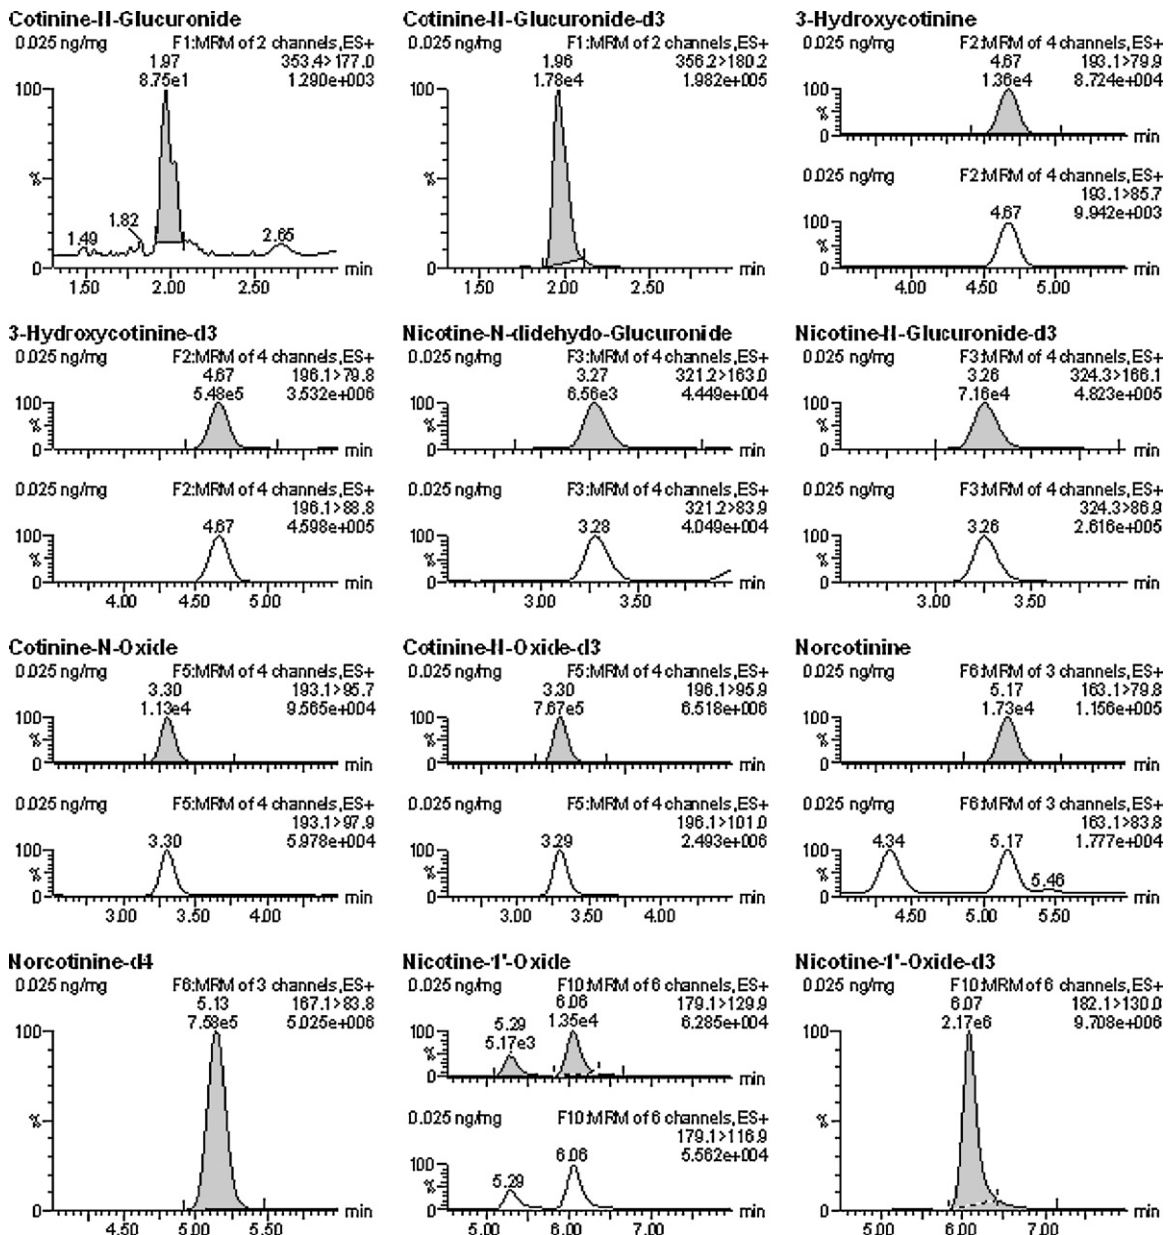 Cotinine-N-Glucuronide
0.025 ng/mg F1:MRM of 2 channels,ES+
1.97 353.4>177.0
8.75e1 1.290e+003
100
%
1.82
1.49
2.65
0
min
1.50 2.00 2.50
Cotinine-N-Glucuronide-d3
0.025 ng/mg F1:MRM of 2 channels,ES+
1.96 356.2>180.2
1.78e4 1.982e+005
100
%
0
min
1.50 2.00 2.50
3-Hydroxycotinine
0.025 ng/mg F2:MRM of 4 channels,ES+
4.67 193.1>79.9
1.36e4 8.724e+004
100
%
0
min
0.025 ng/mg F2:MRM of 4 channels,ES+
193.1>85.7
4.67 9.942e+003
100
%
0
min
4.00 4.50 5.00
3-Hydroxycotinine-d3
0.025 ng/mg F2:MRM of 4 channels,ES+
4.67 196.1>79.8
5.48e5 3.532e+006
100
%
0
min
0.025 ng/mg F2:MRM of 4 channels,ES+
196.1>88.8
4.67 4.598e+005
100
%
0
min
4.00 4.50 5.00
Nicotine-N-didehydo-Glucuronide
0.025 ng/mg F3:MRM of 4 channels,ES+
3.27 321.2>163.0
6.56e3 4.449e+004
100
%
0
min
0.025 ng/mg F3:MRM of 4 channels,ES+
321.2>83.9
3.28 4.049e+004
100
%
0
min
3.00 3.50
Nicotine-N-Glucuronide-d3
0.025 ng/mg F3:MRM of 4 channels,ES+
3.26 324.3>166.1
7.16e4 4.823e+005
100
%
0
min
0.025 ng/mg F3:MRM of 4 channels,ES+
324.3>86.9
3.26 2.616e+005
100
%
0
min
3.00 3.50
Cotinine-N-Oxide
0.025 ng/mg F5:MRM of 4 channels,ES+
3.30 193.1>95.7
1.13e4 9.565e+004
100
%
0
min
0.025 ng/mg F5:MRM of 4 channels,ES+
193.1>97.9
3.30 5.978e+004
100
%
0
min
3.00 3.50 4.00
Cotinine-N-Oxide-d3
0.025 ng/mg F5:MRM of 4 channels,ES+
3.30 196.1>95.9
7.67e5 6.518e+006
100
%
0
min
0.025 ng/mg F5:MRM of 4 channels,ES+
196.1>101.0
3.29 2.493e+006
100
%
0
min
3.00 3.50 4.00
Norcotinine
0.025 ng/mg F6:MRM of 3 channels,ES+
5.17 163.1>79.8
1.73e4 1.156e+005
100
%
0
min
0.025 ng/mg F6:MRM of 3 channels,ES+
163.1>83.8
4.34 5.17 1.777e+004
100
%
5.46
0
min
4.50 5.00 5.50
Norcotinine-d4
0.025 ng/mg F6:MRM of 3 channels,ES+
5.13 167.1>83.8
7.58e5 5.025e+006
100
%
0
min
4.50 5.00 5.50
Nicotine-1'-Oxide
0.025 ng/mg F10:MRM of 6 channels,ES+
6.06 179.1>129.9
5.29 1.35e4 6.285e+004
5.17e3
100
%
0
min
0.025 ng/mg F10:MRM of 6 channels,ES+
179.1>116.9
6.06 5.562e+004
100
5.29
%
0
min
5.00 6.00 7.00
Nicotine-1'-Oxide-d3
0.025 ng/mg F10:MRM of 6 channels,ES+
6.07 182.1>130.0
2.17e6 9.708e+006
100
%
0
min
5.00 6.00 7.00